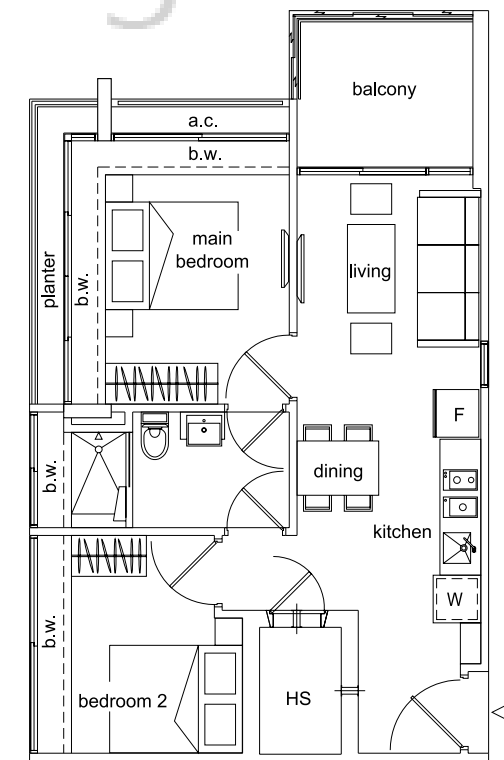 balcony
a.c.
b.w.
main
bedroom
planter
b.w.
living
F
b.w.
dining
kitchen
W
b.w.
bedroom 2
HS